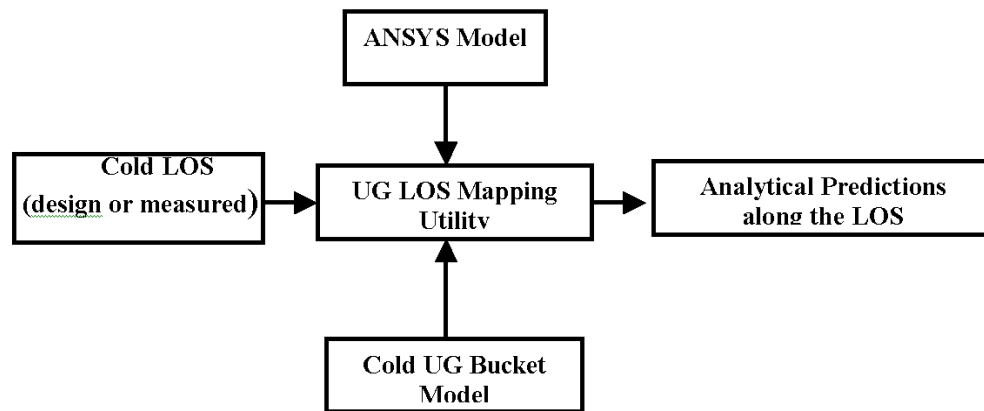 ANSYS Model
Cold LOS
(design or measured)
UG LOS Mapping
Utility
Analytical Predictions
along the LOS
Cold UG Bucket
Model